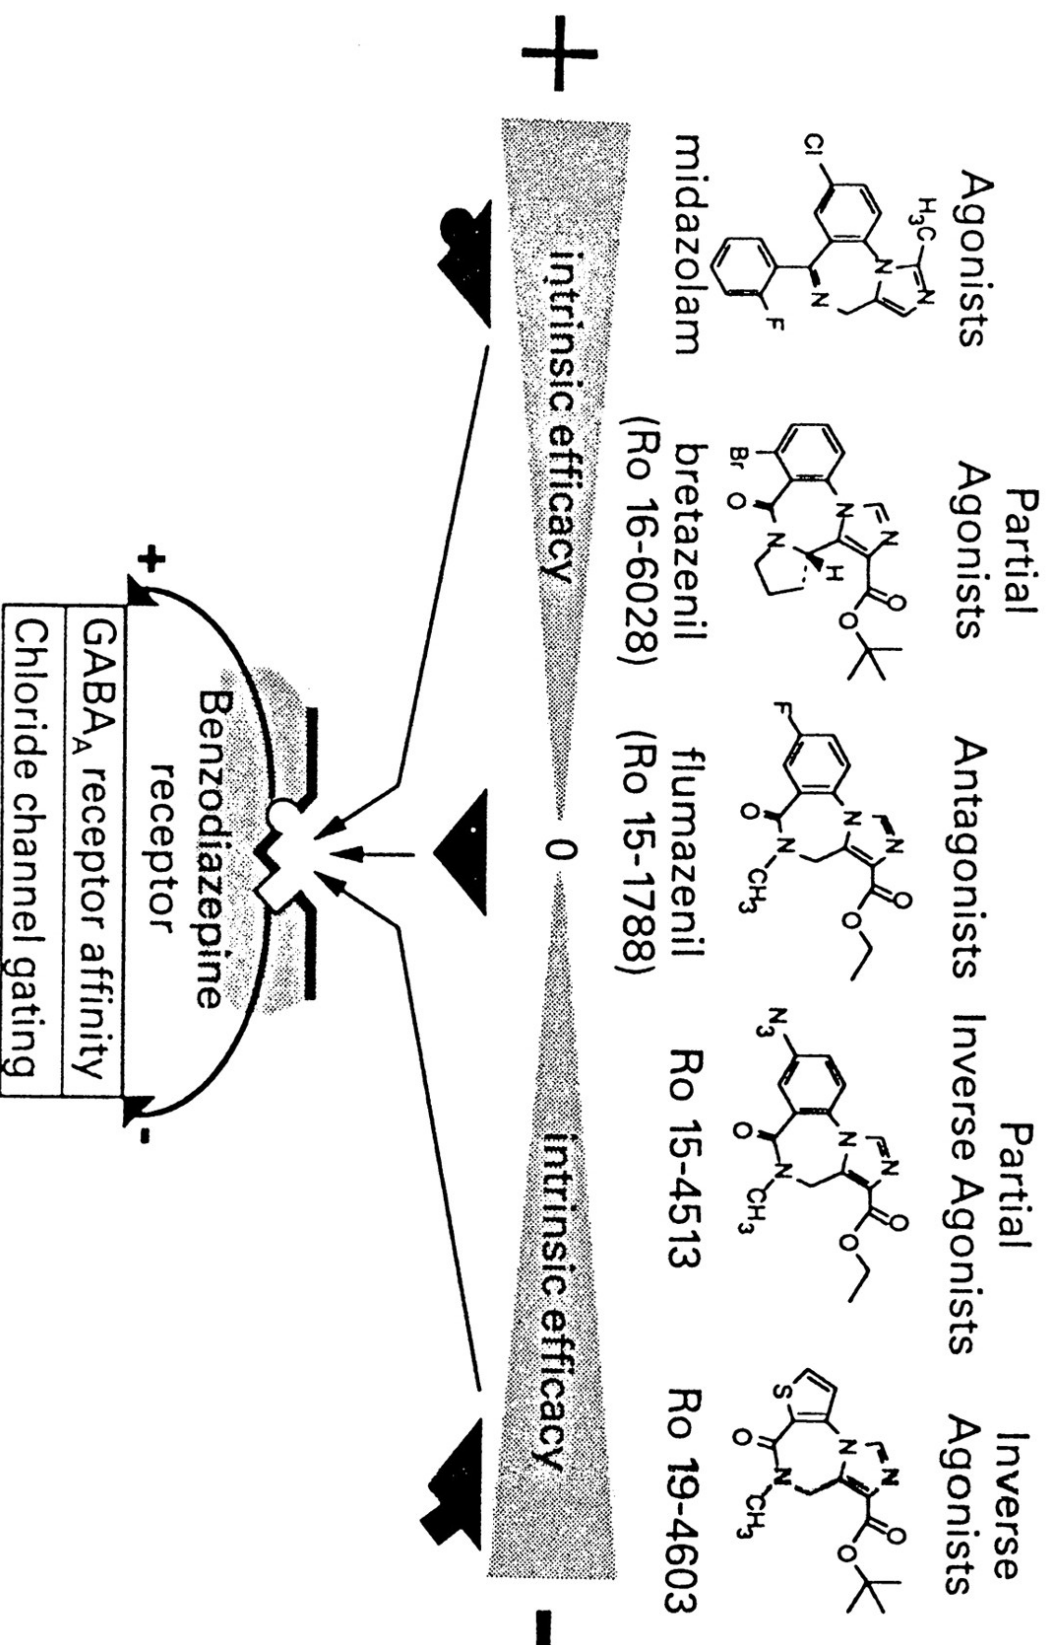 Agonists
Partial
Agonists
Antagonists
Partial
Inverse Agonists
Inverse
Agonists
H₃C
N
N
N
Cl
F
N
N
N
H
Br
O
O
O
N
N
N
F
O
O
O
CH₃
N
N
N
N₃
O
O
O
CH₃
N
N
N
S
O
O
O
CH₃
midazolam
bretazenil
(Ro 16-6028)
flumazenil
(Ro 15-1788)
Ro 15-4513
Ro 19-4603
+
intrinsic efficacy
0
intrinsic efficacy
-
Benzodiazepine
receptor
+
-
GABA_A receptor affinity
Chloride channel gating